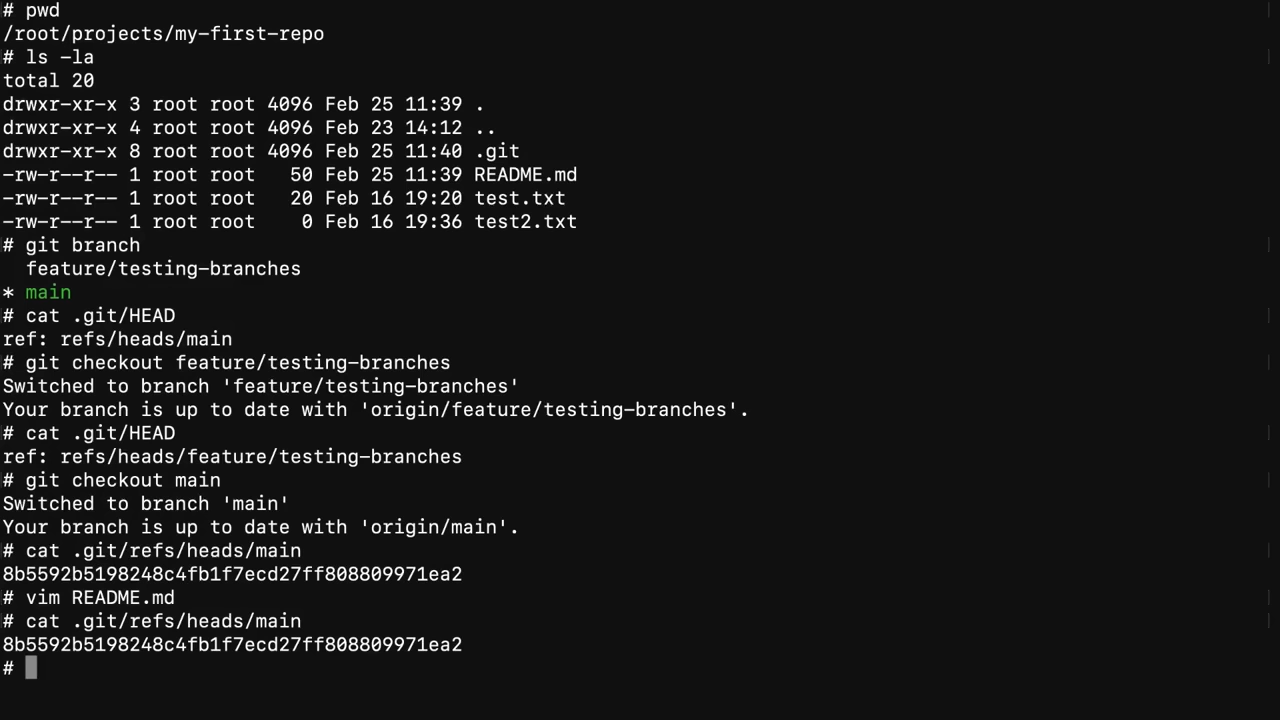 # pwd
/root/projects/my-first-repo
# ls -la
total 20
drwxr-xr-x 3 root root 4096 Feb 25 11:39 .
drwxr-xr-x 4 root root 4096 Feb 23 14:12 ..
drwxr-xr-x 8 root root 4096 Feb 25 11:40 .git
-rw-r--r-- 1 root root   50 Feb 25 11:39 README.md
-rw-r--r-- 1 root root   20 Feb 16 19:20 test.txt
-rw-r--r-- 1 root root    0 Feb 16 19:36 test2.txt
# git branch
  feature/testing-branches
* main
# cat .git/HEAD
ref: refs/heads/main
# git checkout feature/testing-branches
Switched to branch 'feature/testing-branches'
Your branch is up to date with 'origin/feature/testing-branches'.
# cat .git/HEAD
ref: refs/heads/feature/testing-branches
# git checkout main
Switched to branch 'main'
Your branch is up to date with 'origin/main'.
# cat .git/refs/heads/main
8b5592b5198248c4fb1f7ecd27ff808809971ea2
# vim README.md
# cat .git/refs/heads/main
8b5592b5198248c4fb1f7ecd27ff808809971ea2
#